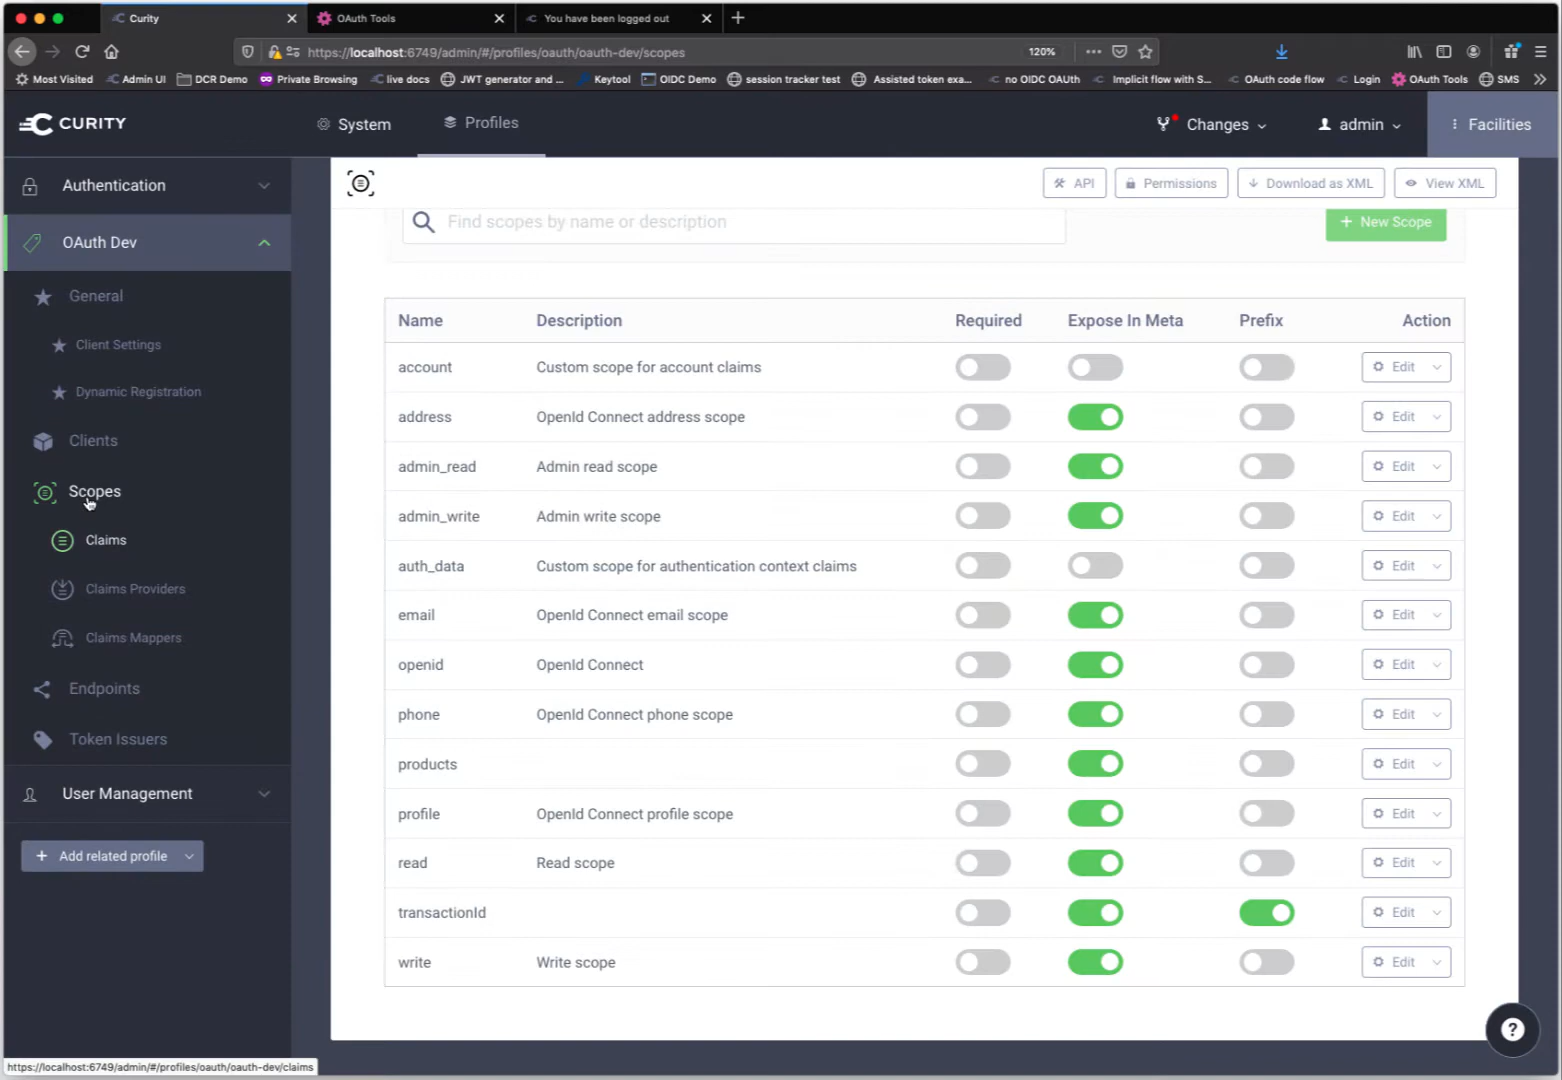 Curity
OAuth Tools
You have been logged out
https://localhost:6749/admin/#/profiles/oauth/oauth-dev/scopes
120%
Most Visited
Admin UI
DCR Demo
Private Browsing
live docs
JWT generator and ...
Keytool
OIDC Demo
session tracker test
Assisted token exa...
no OIDC OAUth
Implicit flow with S...
OAuth code flow
Login
OAuth Tools
SMS
CURITY
System
Profiles
Changes
admin
Facilities
Authentication
OAuth Dev
General
Client Settings
Dynamic Registration
Clients
Scopes
Claims
Claims Providers
Claims Mappers
Endpoints
Token Issuers
User Management
+ Add related profile
API
Permissions
Download as XML
View XML
Find scopes by name or description
+ New Scope
Name Description Required Expose In Meta Prefix Action
account Custom scope for account claims Edit
address OpenId Connect address scope Edit
admin_read Admin read scope Edit
admin_write Admin write scope Edit
auth_data Custom scope for authentication context claims Edit
email OpenId Connect email scope Edit
openid OpenId Connect Edit
phone OpenId Connect phone scope Edit
products Edit
profile OpenId Connect profile scope Edit
read Read scope Edit
transactionId Edit
write Write scope Edit
?
https://localhost:6749/admin/#/profiles/oauth/oauth-dev/claims